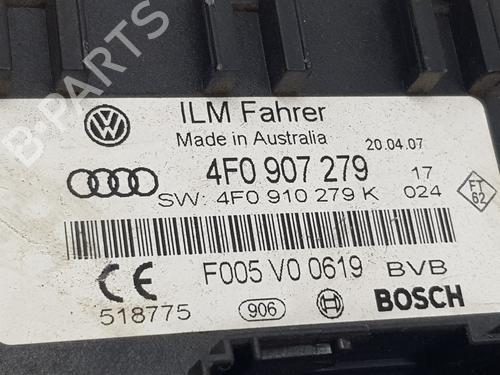 B-PARTS
ILM Fahrer
Made in Australia
20.04.07
4F0 907 279
17
SW: 4F0 910 279 K
024
FT
62
F005 V0 0619
BVB
CE
518775
906
BOSCH